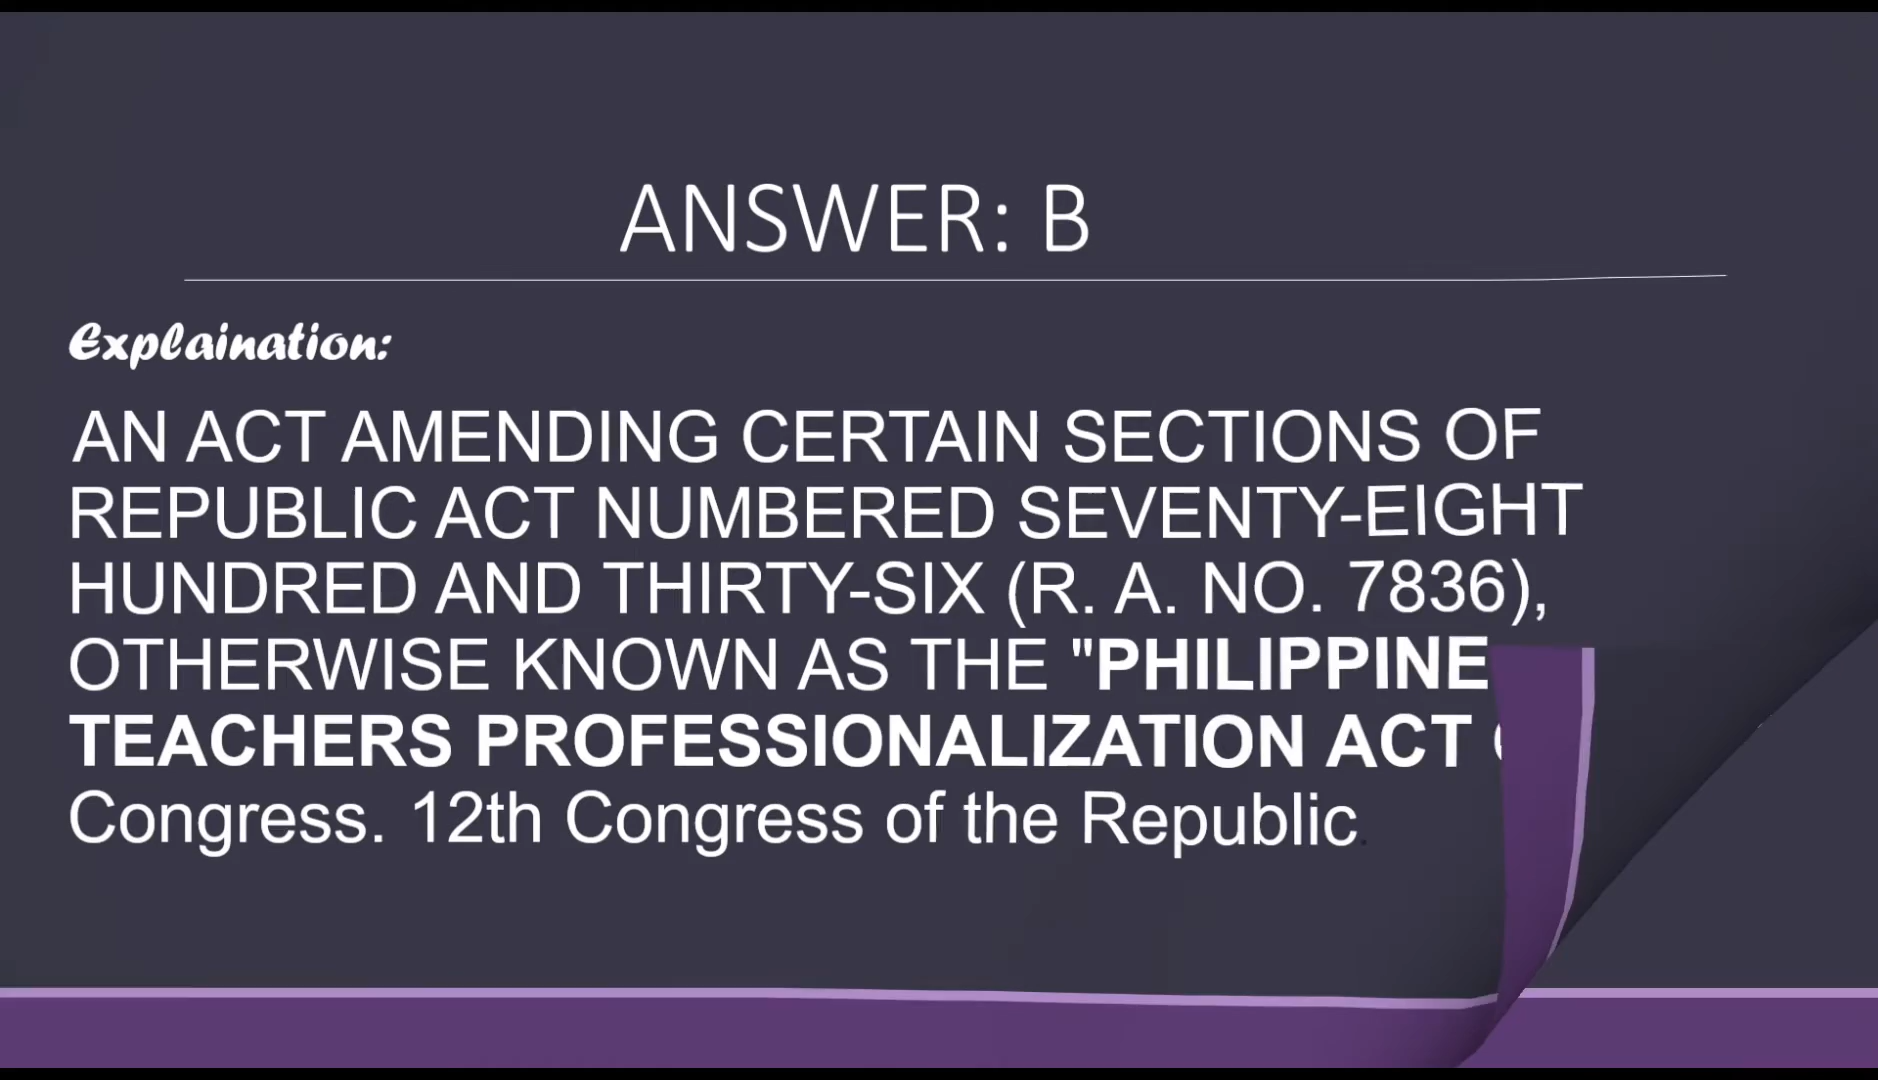 ANSWER: B
Explaination:
AN ACT AMENDING CERTAIN SECTIONS OF
REPUBLIC ACT NUMBERED SEVENTY-EIGHT
HUNDRED AND THIRTY-SIX (R. A. NO. 7836),
OTHERWISE KNOWN AS THE "PHILIPPINE
TEACHERS PROFESSIONALIZATION ACT
Congress. 12th Congress of the Republic.